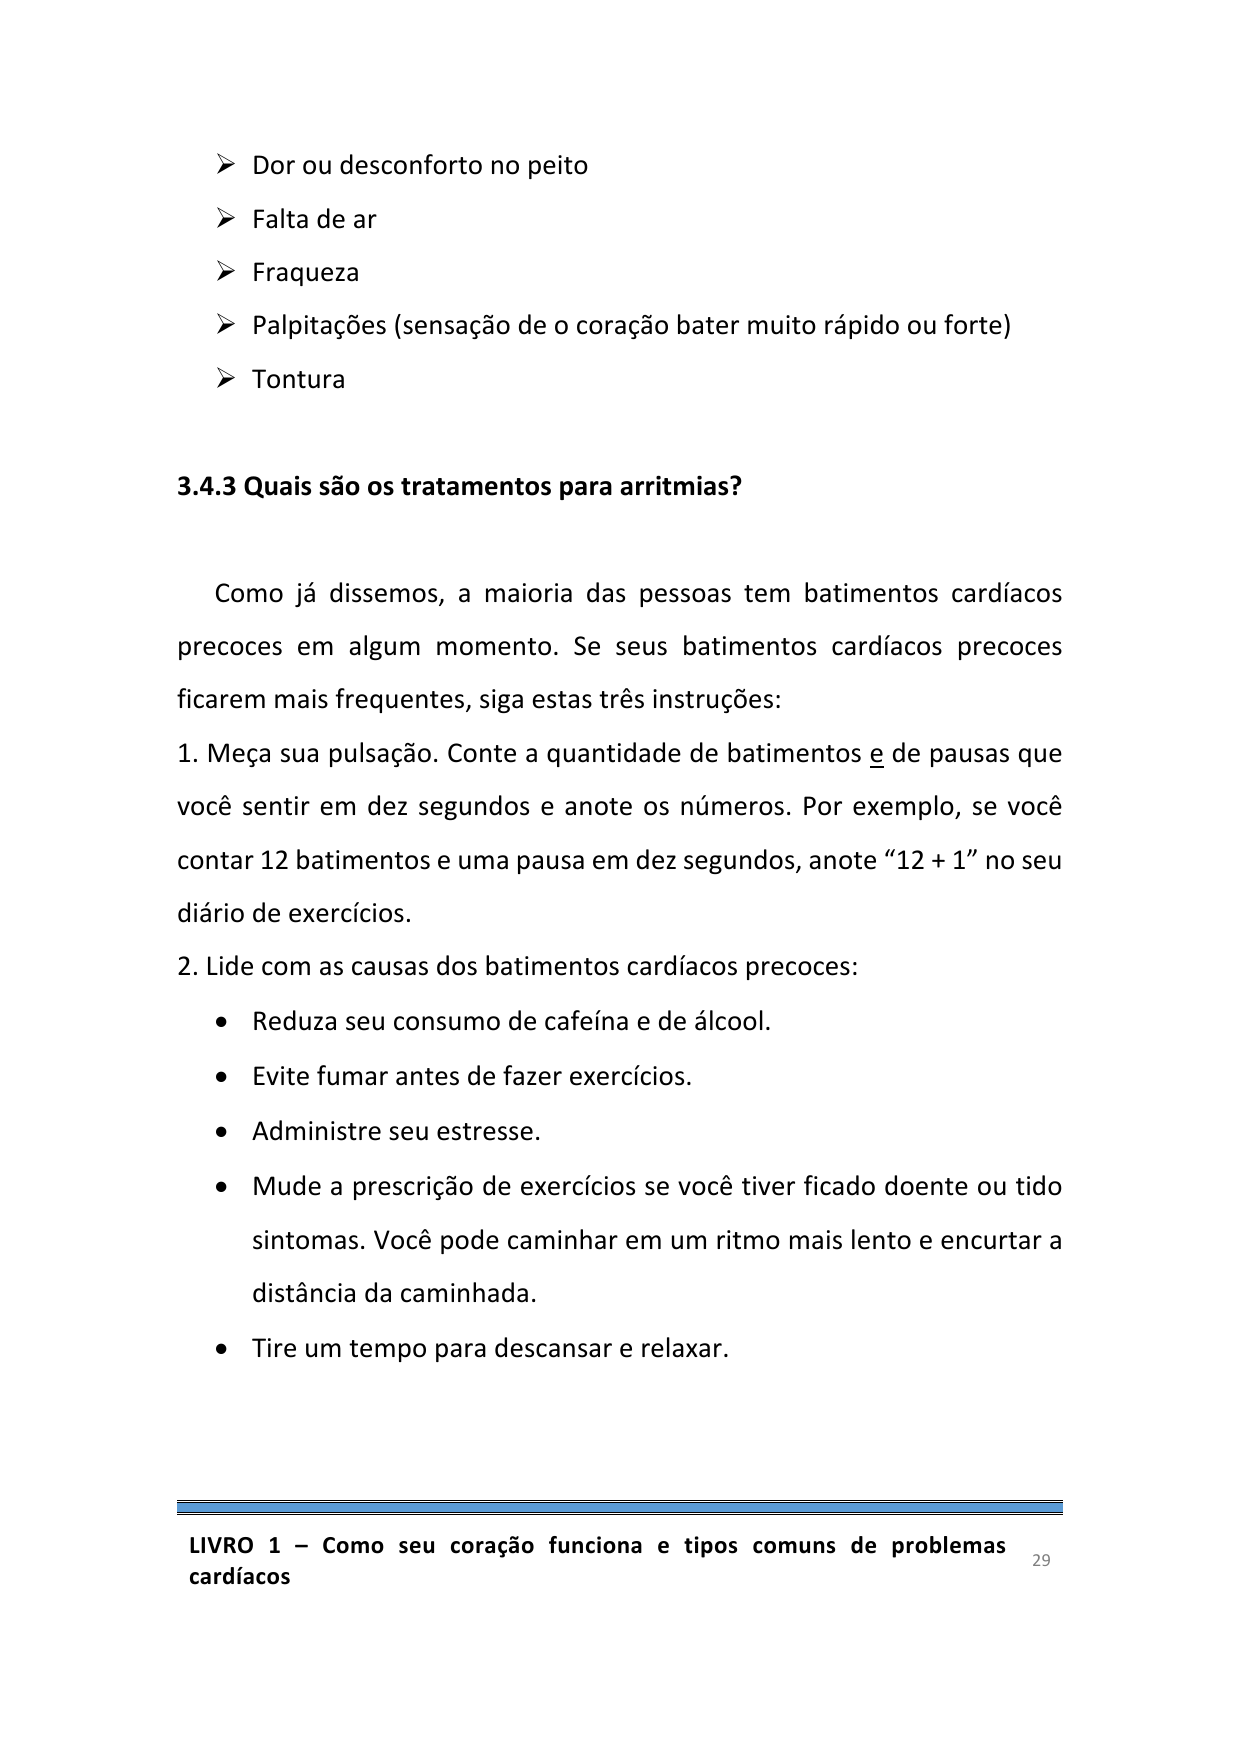 ➢ Dor ou desconforto no peito
➢ Falta de ar
➢ Fraqueza
➢ Palpitações (sensação de o coração bater muito rápido ou forte)
➢ Tontura
3.4.3 Quais são os tratamentos para arritmias?
Como já dissemos, a maioria das pessoas tem batimentos cardíacos
precoces em algum momento. Se seus batimentos cardíacos precoces
ficarem mais frequentes, siga estas três instruções:
1. Meça sua pulsação. Conte a quantidade de batimentos e de pausas que
você sentir em dez segundos e anote os números. Por exemplo, se você
contar 12 batimentos e uma pausa em dez segundos, anote “12 + 1” no seu
diário de exercícios.
2. Lide com as causas dos batimentos cardíacos precoces:
• Reduza seu consumo de cafeína e de álcool.
• Evite fumar antes de fazer exercícios.
• Administre seu estresse.
• Mude a prescrição de exercícios se você tiver ficado doente ou tido
sintomas. Você pode caminhar em um ritmo mais lento e encurtar a
distância da caminhada.
• Tire um tempo para descansar e relaxar.
LIVRO 1 – Como seu coração funciona e tipos comuns de problemas
cardíacos
29